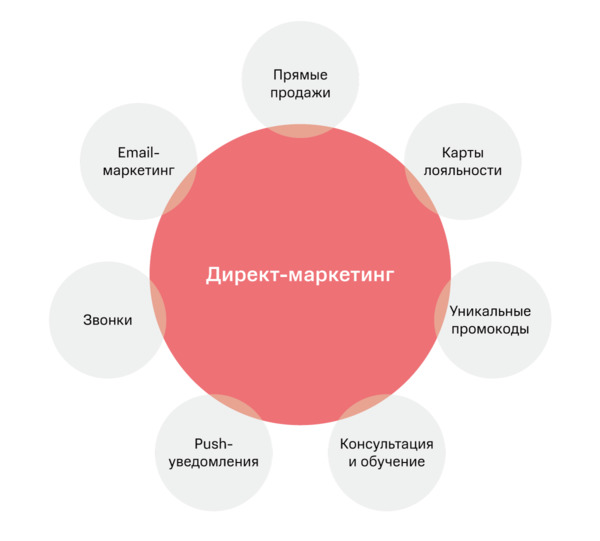 Прямые
продажи
Email-
маркетинг
Карты
лояльности
Директ-маркетинг
Звонки
Уникальные
промокоды
Push-
уведомления
Консультация
и обучение